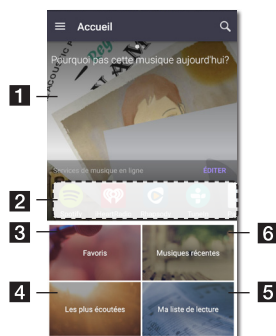 Accueil
Pourquoi pas cette musique aujourd'hui?
1
Services de musique en ligne
ÉDITER
2
3
6
Favoris
Musiques récentes
4
5
Les plus écoutées
Ma liste de lecture